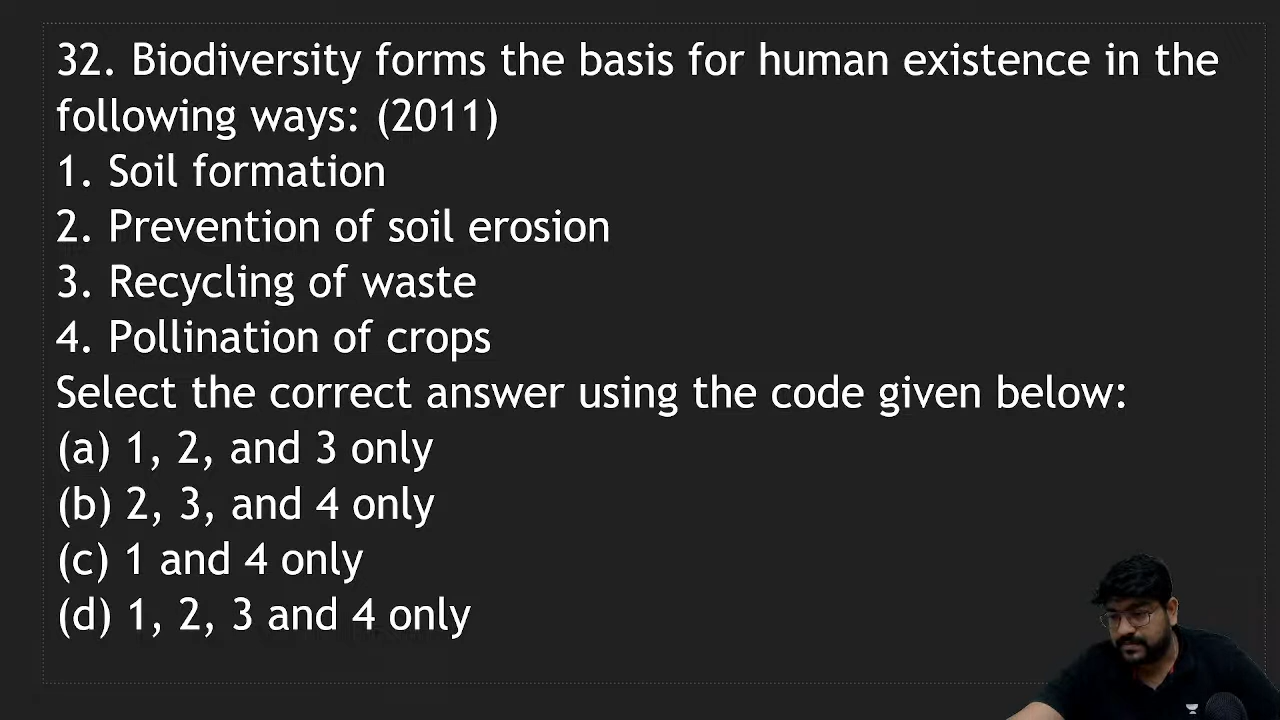 32. Biodiversity forms the basis for human existence in the
following ways: (2011)
1. Soil formation
2. Prevention of soil erosion
3. Recycling of waste
4. Pollination of crops
Select the correct answer using the code given below:
(a) 1, 2, and 3 only
(b) 2, 3, and 4 only
(c) 1 and 4 only
(d) 1, 2, 3 and 4 only